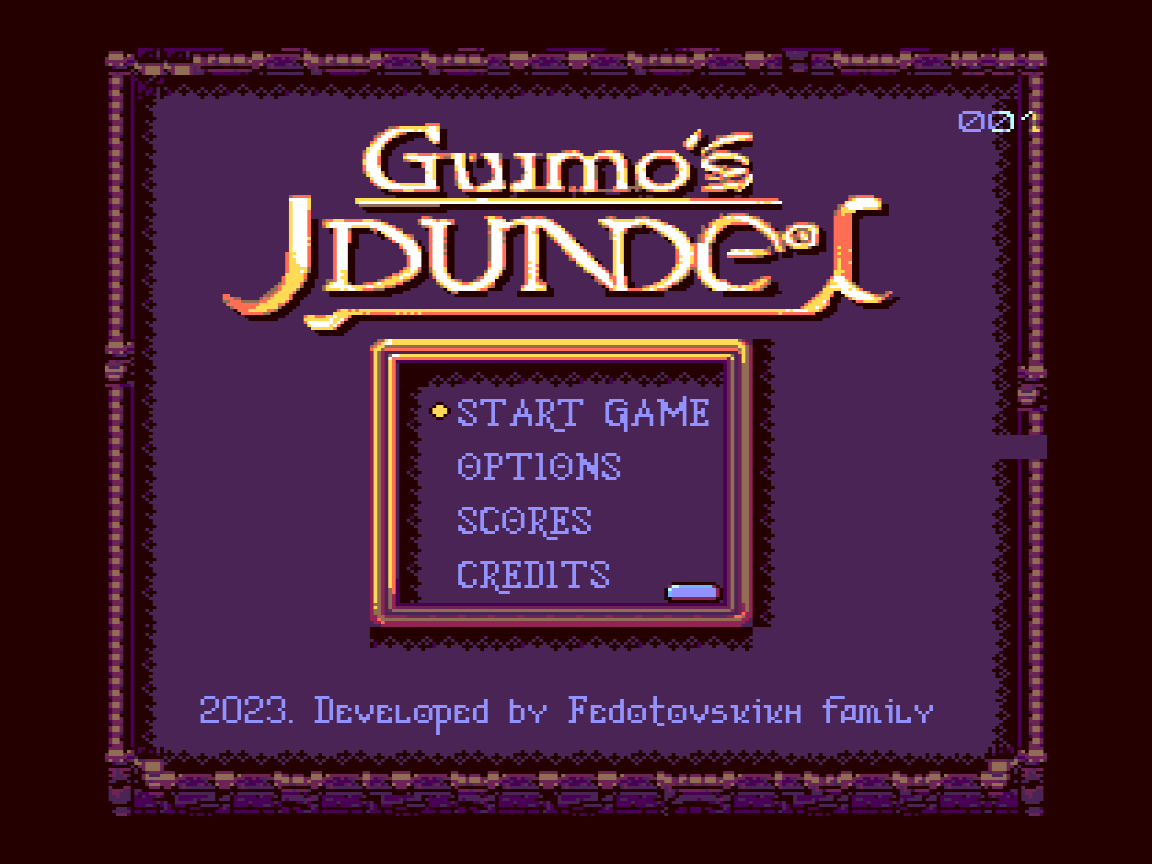 001
Guimo's
START GAME
OPTIONS
SCORES
CREDITS
2023. Developed by Fedotovskikh family